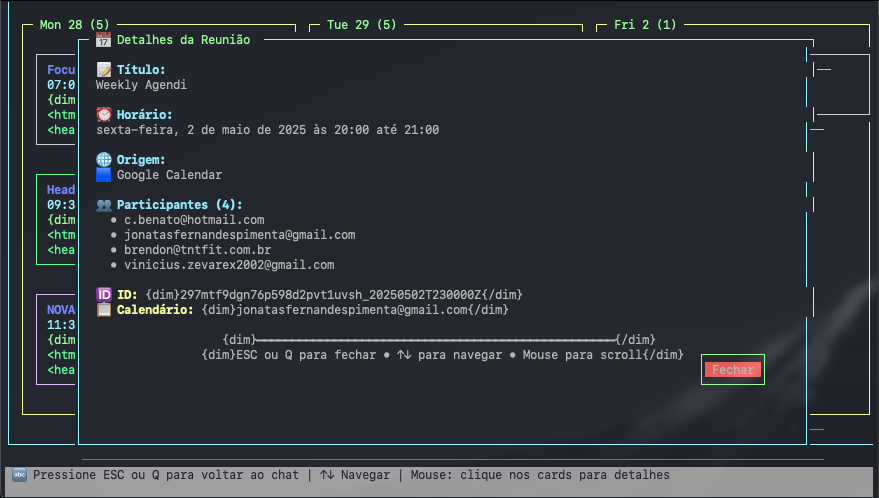 Mon 28 (5) Tue 29 (5) Fri 2 (1)
Detalhes da Reunião
Focu
07:0
{dim
<htm
<hea
Head
09:3
{dim
<htm
<hea
NOVA
11:3
{dim
<htm
<hea
Título:
Weekly Agendi
Horário:
sexta-feira, 2 de maio de 2025 às 20:00 até 21:00
Origem:
Google Calendar
Participantes (4):
• c.benato@hotmail.com
• jonatasfernandespimenta@gmail.com
• brendon@tntfit.com.br
• vinicius.zevarex2002@gmail.com
ID: {dim}297mtf9dgn76p598d2pvt1uvsh_20250502T230000Z{/dim}
Calendário: {dim}jonatasfernandespimenta@gmail.com{/dim}
{dim}━━━━━━━━━━━━━━━━━━━━━━━━━━━━━━━━━━━━━━━━━━━━━━━━━━{/dim}
{dim}ESC ou Q para fechar • ↑↓ para navegar • Mouse para scroll{/dim}
Fechar
abc Pressione ESC ou Q para voltar ao chat | ↑↓ Navegar | Mouse: clique nos cards para detalhes